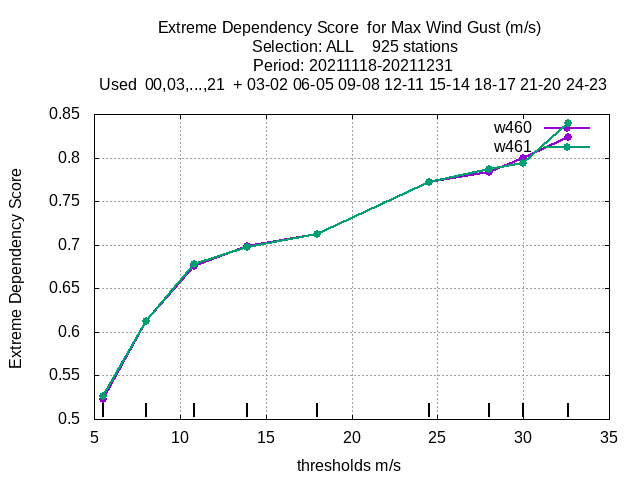 Extreme Dependency Score  for Max Wind Gust (m/s)
Selection: ALL    925 stations
Period: 20211118-20211231
Used  00,03,...,21  + 03-02 06-05 09-08 12-11 15-14 18-17 21-20 24-23
0.85
w460
w461
0.8
0.75
0.7
0.65
0.6
0.55
0.5
Extreme Dependency Score
5 10 15 20 25 30 35
thresholds m/s